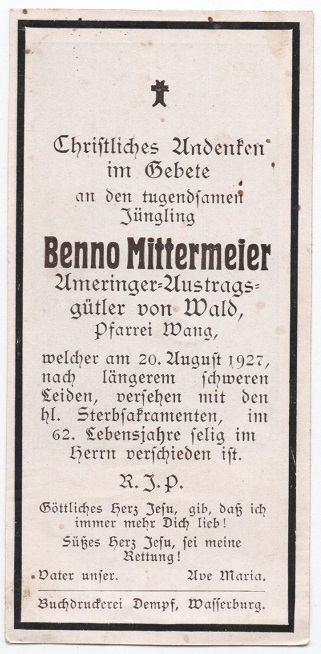 Christliches Andenken
im Gebete
an den tugendsamen
Jüngling
Benno Mittermeier
Ameringer-Austrags-
gütler von Wald,
Pfarrei Wang,
welcher am 20. August 1927,
nach längerem schweren
Leiden, versehen mit den
hl. Sterbsakramenten, im
62. Lebensjahre selig im
Herrn verschieden ist.
R. J. P.
Göttliches Herz Jesu, gib, daß ich
immer mehr Dich lieb!
Süßes Herz Jesu, sei meine
Rettung!
Vater unser. Ave Maria.
Buchdruckerei Dempf, Wasserburg.